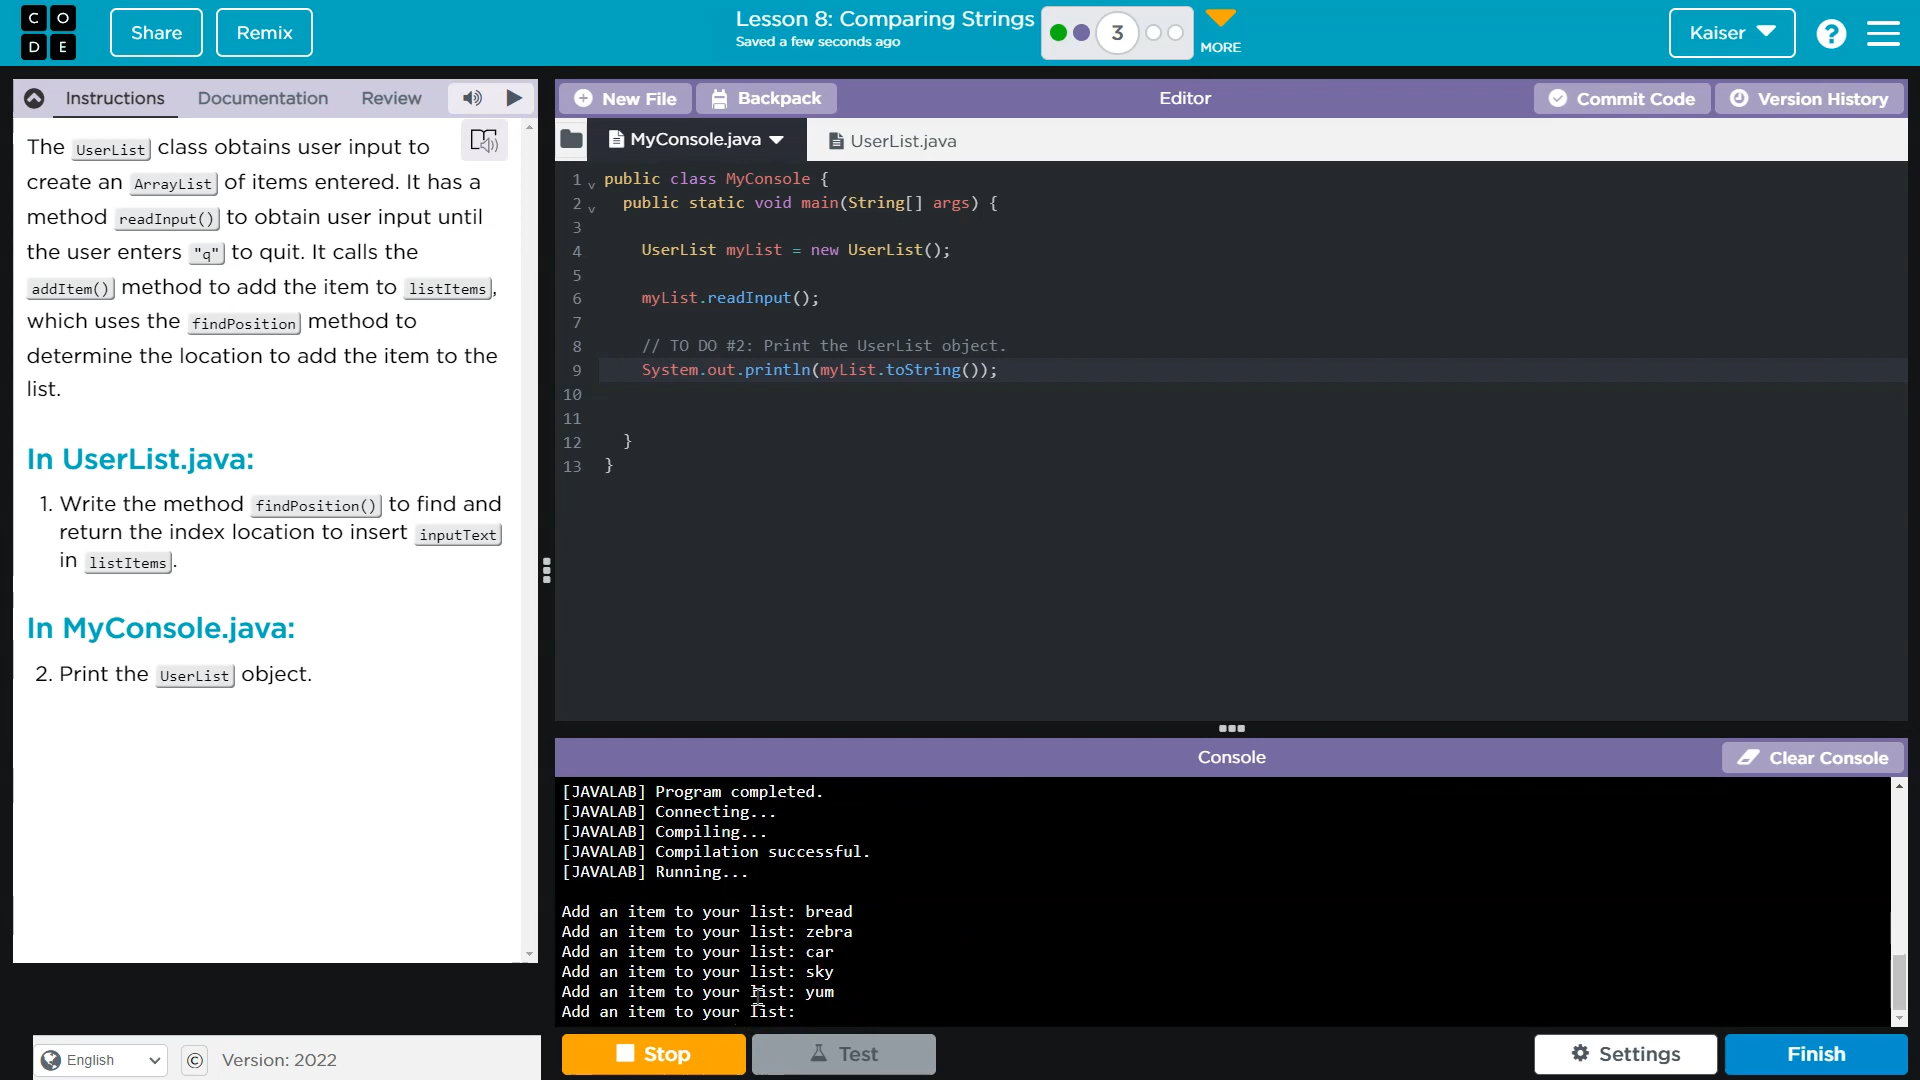 CODE
Share
Remix
Lesson 8: Comparing Strings
Saved a few seconds ago
3
MORE
Kaiser
?
Instructions
Documentation
Review
The UserList class obtains user input to
create an ArrayList of items entered. It has a
method readInput() to obtain user input until
the user enters "q" to quit. It calls the
addItem() method to add the item to listItems,
which uses the findPosition method to
determine the location to add the item to the
list.
In UserList.java:
1. Write the method findPosition() to find and
return the index location to insert inputText
in listItems.
In MyConsole.java:
2. Print the UserList object.
English
©
Version: 2022
New File
Backpack
Editor
Commit Code
Version History
MyConsole.java
UserList.java
1 public class MyConsole {
2 public static void main(String[] args) {
3
4 UserList myList = new UserList();
5
6 myList.readInput();
7
8 // TO DO #2: Print the UserList object.
9 System.out.println(myList.toString());
10
11
12 }
13 }
Console
Clear Console
[JAVALAB] Program completed.
[JAVALAB] Connecting...
[JAVALAB] Compiling...
[JAVALAB] Compilation successful.
[JAVALAB] Running...
Add an item to your list: bread
Add an item to your list: zebra
Add an item to your list: car
Add an item to your list: sky
Add an item to your list: yum
Add an item to your list:
Stop
Test
Settings
Finish